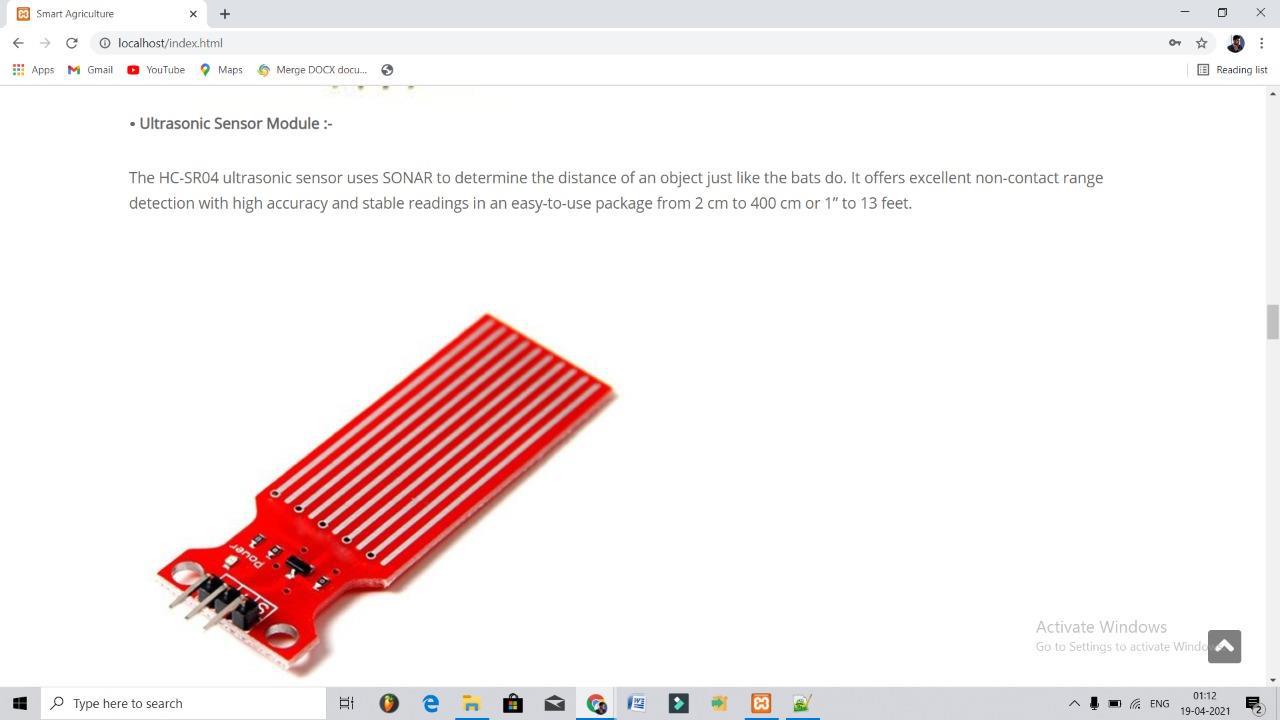 Smart Agriculture
localhost/index.html
Apps
Gmail
YouTube
Maps
Merge DOCX docu...
Reading list
• Ultrasonic Sensor Module :-
The HC-SR04 ultrasonic sensor uses SONAR to determine the distance of an object just like the bats do. It offers excellent non-contact range
detection with high accuracy and stable readings in an easy-to-use package from 2 cm to 400 cm or 1” to 13 feet.
Power
Activate Windows
Go to Settings to activate Windo
Type here to search
ENG
01:12
19-04-2021
2